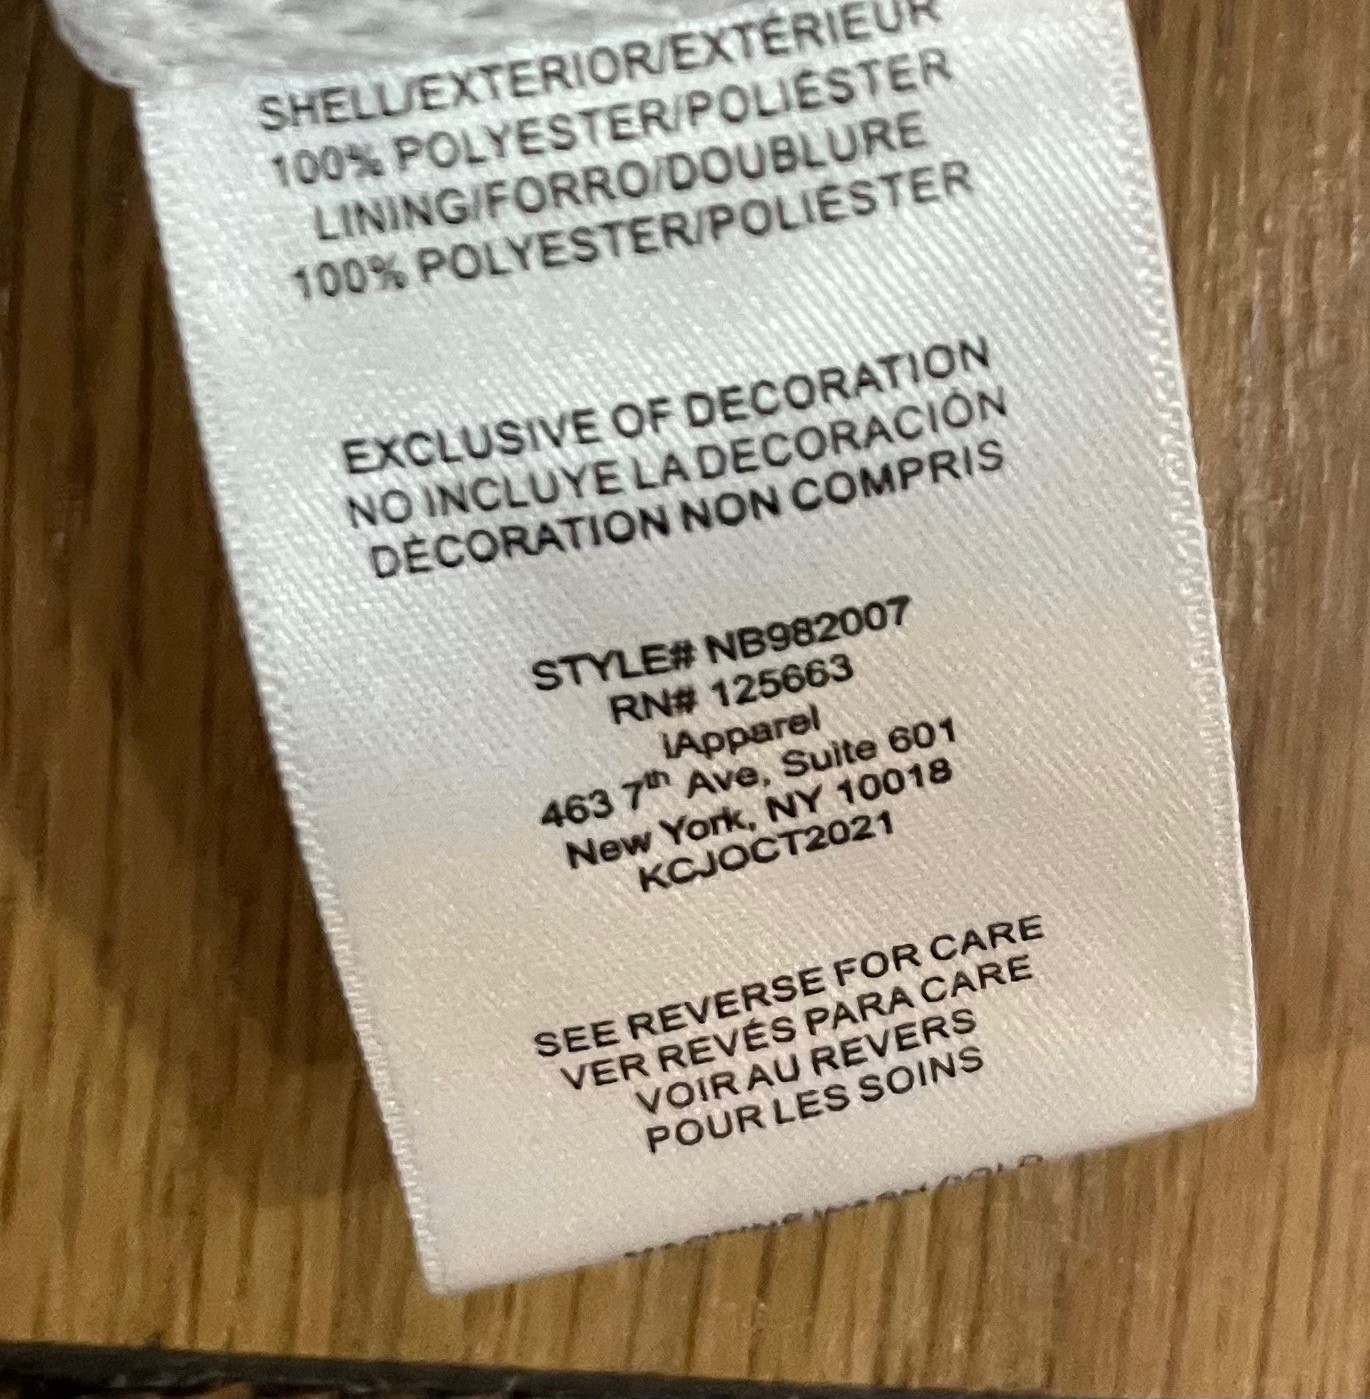 SHELL/EXTERIOR/EXTÉRIEUR
100% POLYESTER/POLIÉSTER
LINING/FORRO/DOUBLURE
100% POLYESTER/POLIÉSTER
EXCLUSIVE OF DECORATION
NO INCLUYE LA DECORACIÓN
DÉCORATION NON COMPRIS
STYLE# NB982007
RN# 125663
iApparel
463 7th Ave, Suite 601
New York, NY 10018
KCJOCT2021
SEE REVERSE FOR CARE
VER REVÉS PARA CARE
VOIR AU REVERS
POUR LES SOINS